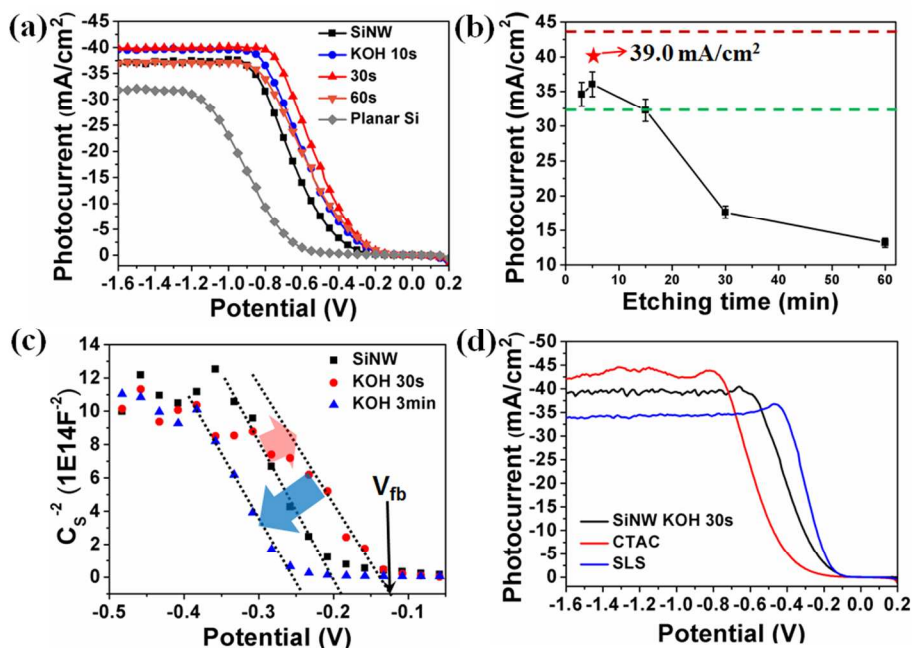 (a)
Photocurrent (mA/cm²)
-45
-40
-35
-30
-25
-20
-15
-10
-5
0
SiNW
KOH 10s
30s
60s
Planar Si
-1.6 -1.4 -1.2 -1.0 -0.8 -0.6 -0.4 -0.2 0.0 0.2
Potential (V)
(b)
Photocurrent (mA/cm²)
45
40
35
30
25
20
15
10
39.0 mA/cm²
0 10 20 30 40 50 60
Etching time (min)
(c)
Cs⁻² (1E14F⁻²)
14
12
10
8
6
4
2
0
SiNW
KOH 30s
KOH 3min
Vfb
-0.5 -0.4 -0.3 -0.2 -0.1
Potential (V)
(d)
Photocurrent (mA/cm²)
-50
-45
-40
-35
-30
-25
-20
-15
-10
-5
0
SiNW KOH 30s
CTAC
SLS
-1.6 -1.4 -1.2 -1.0 -0.8 -0.6 -0.4 -0.2 0.0 0.2
Potential (V)